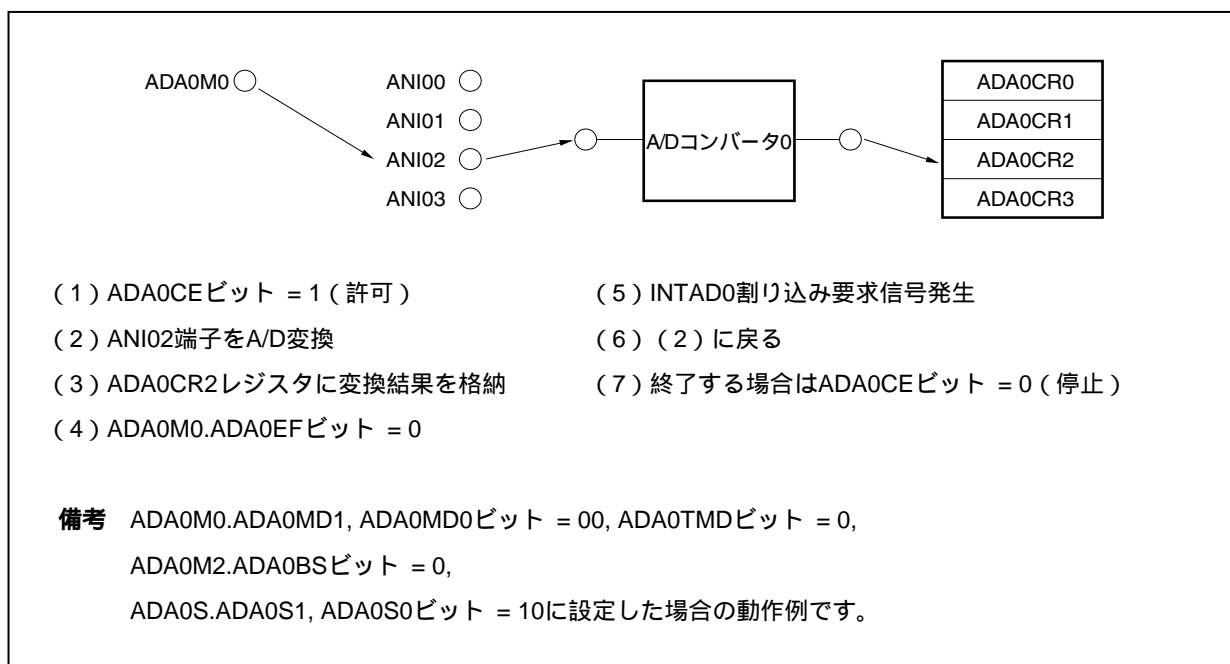 ADA0M0
ANI00
ANI01
ANI02
ANI03
A/Dコンバータ0
ADA0CR0
ADA0CR1
ADA0CR2
ADA0CR3
(1)ADA0CEビット = 1(許可)
(2)ANI02端子をA/D変換
(3)ADA0CR2レジスタに変換結果を格納
(4)ADA0M0.ADA0EFビット = 0
(5)INTAD0割り込み要求信号発生
(6)(2)に戻る
(7)終了する場合はADA0CEビット = 0(停止)
備考 ADA0M0.ADA0MD1, ADA0MD0ビット = 00, ADA0TMDビット = 0,
ADA0M2.ADA0BSビット = 0,
ADA0S.ADA0S1, ADA0S0ビット = 10に設定した場合の動作例です。